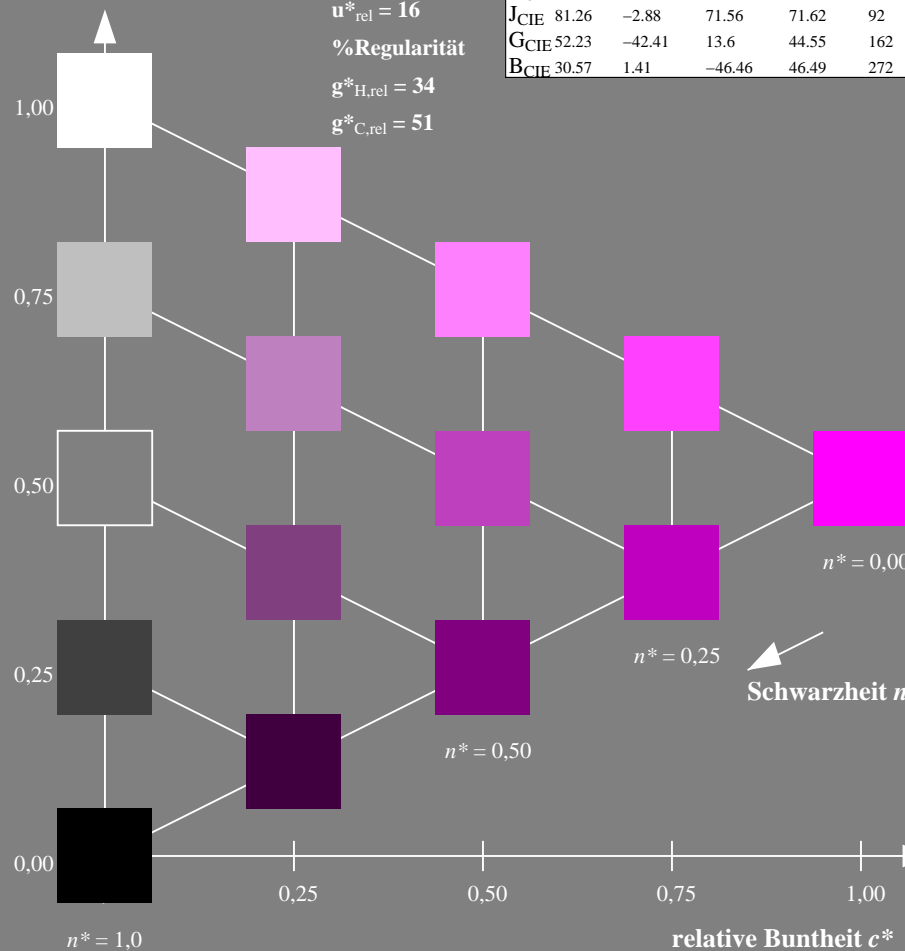 u*rel = 16
%Regularität
g*H,rel = 34
g*C,rel = 51
JCIE 81.26 −2.88 71.56 71.62 92
GCIE 52.23 −42.41 13.6 44.55 162
BCIE 30.57 1.41 −46.46 46.49 272
1,00
0,75
0,50
n* = 0,00
n* = 0,25
0,25
Schwarzheit n
n* = 0,50
0,00
0,25 0,50 0,75 1,00
n* = 1,0
relative Buntheit c*